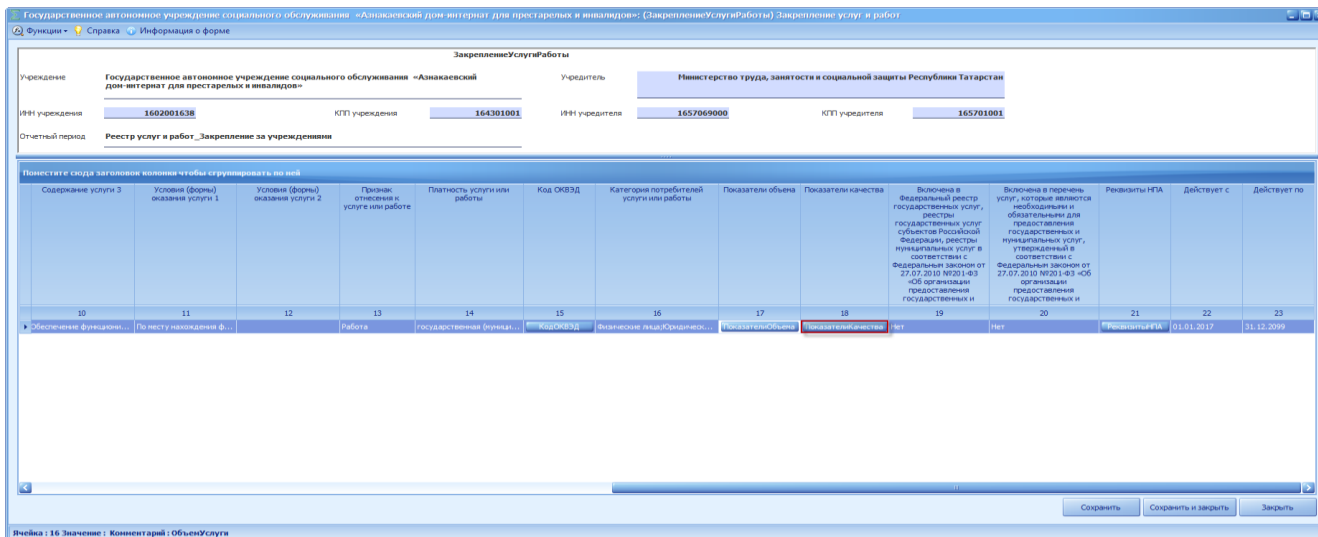 Государственное автономное учреждение социального обслуживания «Азнакаевский дом-интернат для престарелых и инвалидов»: (ЗакреплениеУслугиРаботы) Закрепление услуг и работ
Функции Справка Информация о форме
ЗакреплениеУслугиРаботы
Учреждение Государственное автономное учреждение социального обслуживания «Азнакаевский Учредитель Министерство труда, занятости и социальной защиты Республики Татарстан
дом-интернат для престарелых и инвалидов»
ИНН учреждения 1602001638 КПП учреждения 164301001 ИНН учредителя 1657069000 КПП учредителя 165701001
Отчетный период Реестр услуг и работ_Закрепление за учреждениями
Поместите сюда заголовок колонки чтобы сгруппировать по ней
Содержание услуги 3
Условия (формы)
оказания услуги 1
Условия (формы)
оказания услуги 2
Признак
отнесения к
услуге или работе
Платность услуги или
работы
Код ОКВЭД
Категория потребителей
услуги или работы
Показатели объема
Показатели качества
Включена в
Федеральный реестр
государственных услуг,
реестры
государственных услуг
субъектов Российской
Федерации, реестры
муниципальных услуг в
соответствии с
Федеральным законом от
27.07.2010 №201-ФЗ
«Об организации
предоставления
государственных и
Включена в перечень
услуг, которые являются
необходимыми и
обязательными для
предоставления
государственных и
муниципальных услуг,
утвержденный в
соответствии с
Федеральным законом от
27.07.2010 №201-ФЗ «Об
организации
предоставления
государственных и
Реквизиты НПА
Действует с
Действует по
10 11 12 13 14 15 16 17 18 19 20 21 22 23
Обеспечение функциони... По месту нахождения ф... Работа государственная (муници... КодОКВЭД Физические лица;Юридическ... ПоказателиОбъема ПоказателиКачества Нет Нет РеквизитыНПА 01.01.2017 31.12.2099
Сохранить Сохранить и закрыть Закрыть
Ячейка : 16 Значение : Комментарий : ОбъемУслуги